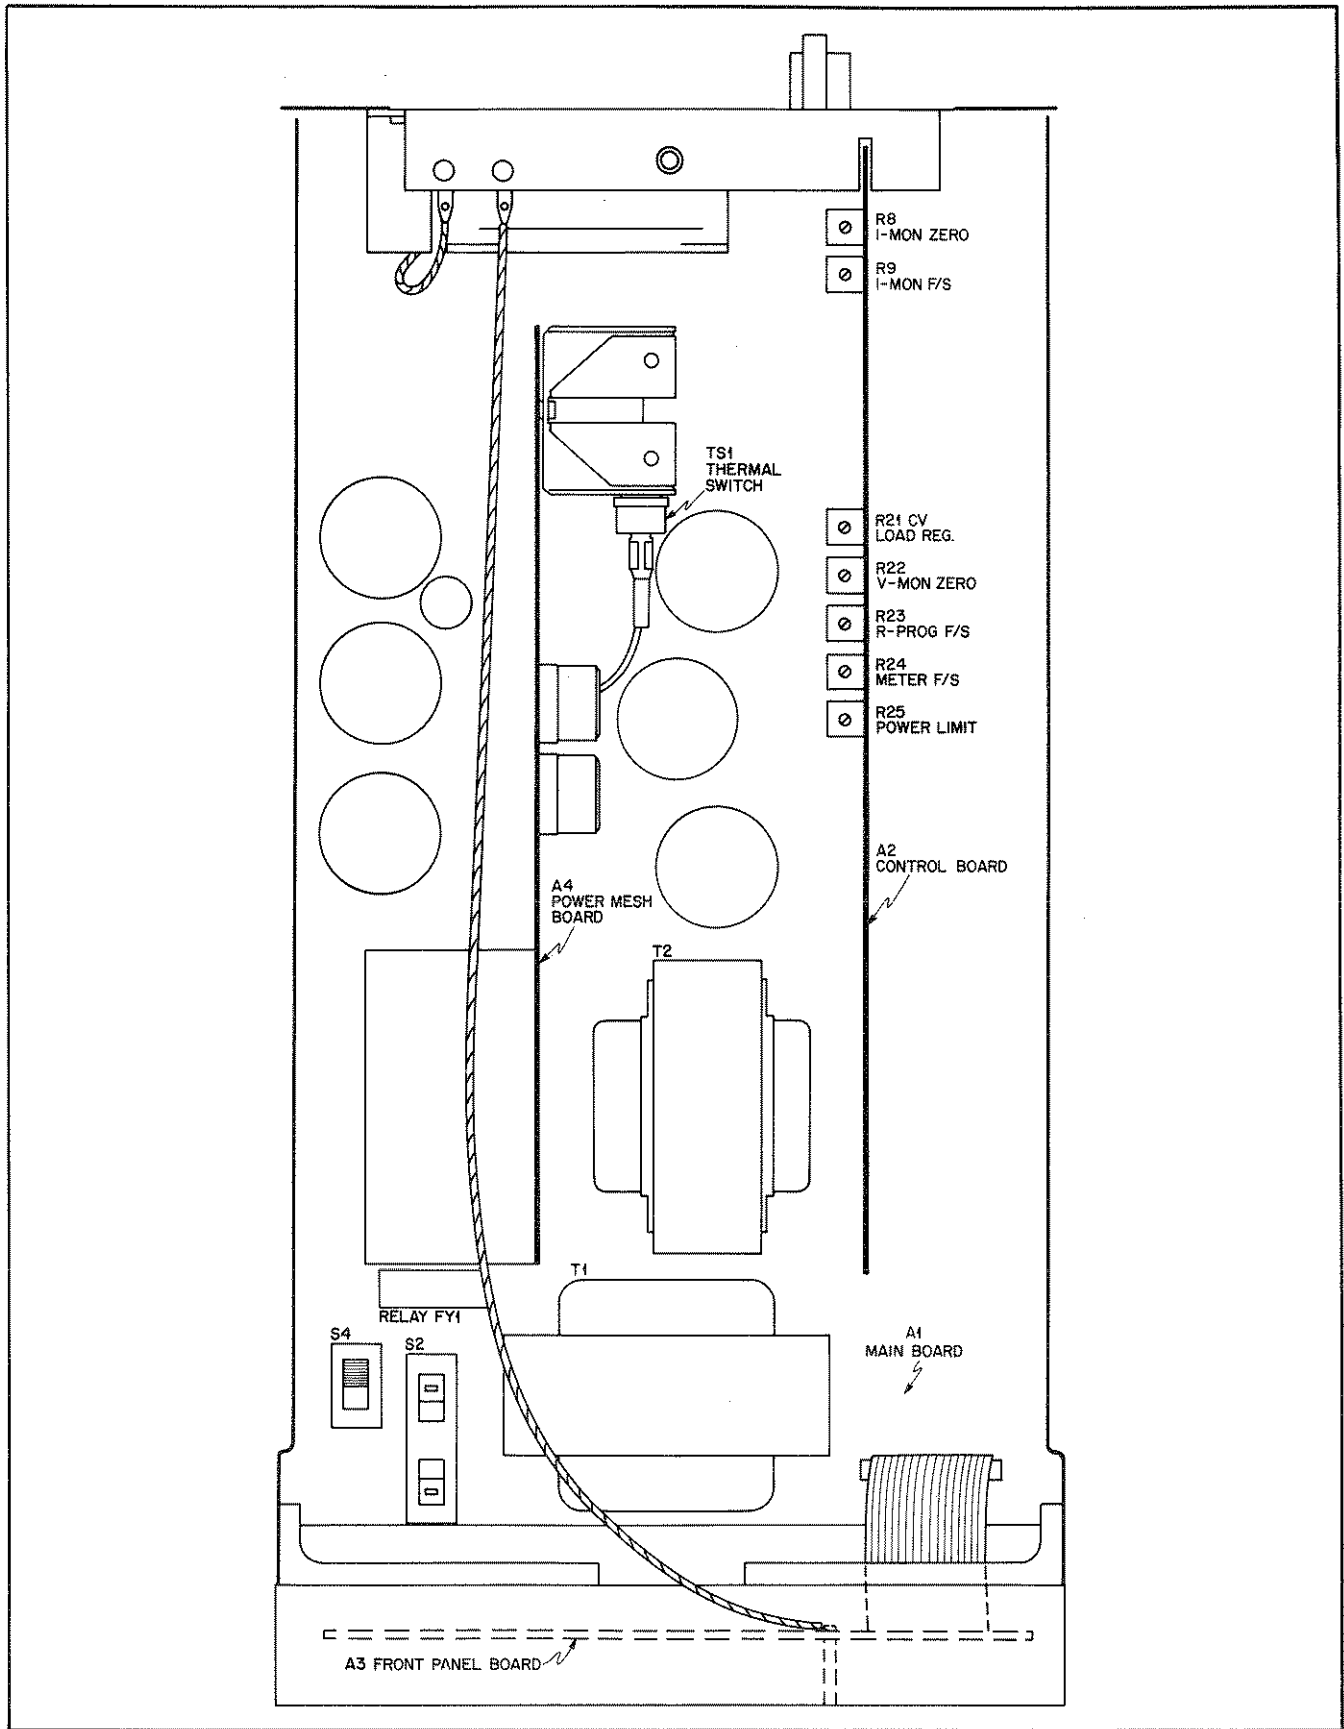 R8
I-MON ZERO
R9
I-MON F/S
TS1
THERMAL
SWITCH
R21 CV
LOAD REG.
R22
V-MON ZERO
R23
R-PROG F/S
R24
METER F/S
R25
POWER LIMIT
A2
CONTROL BOARD
A4
POWER MESH
BOARD
T2
T1
RELAY FY1
S4
S2
A1
MAIN BOARD
A3 FRONT PANEL BOARD